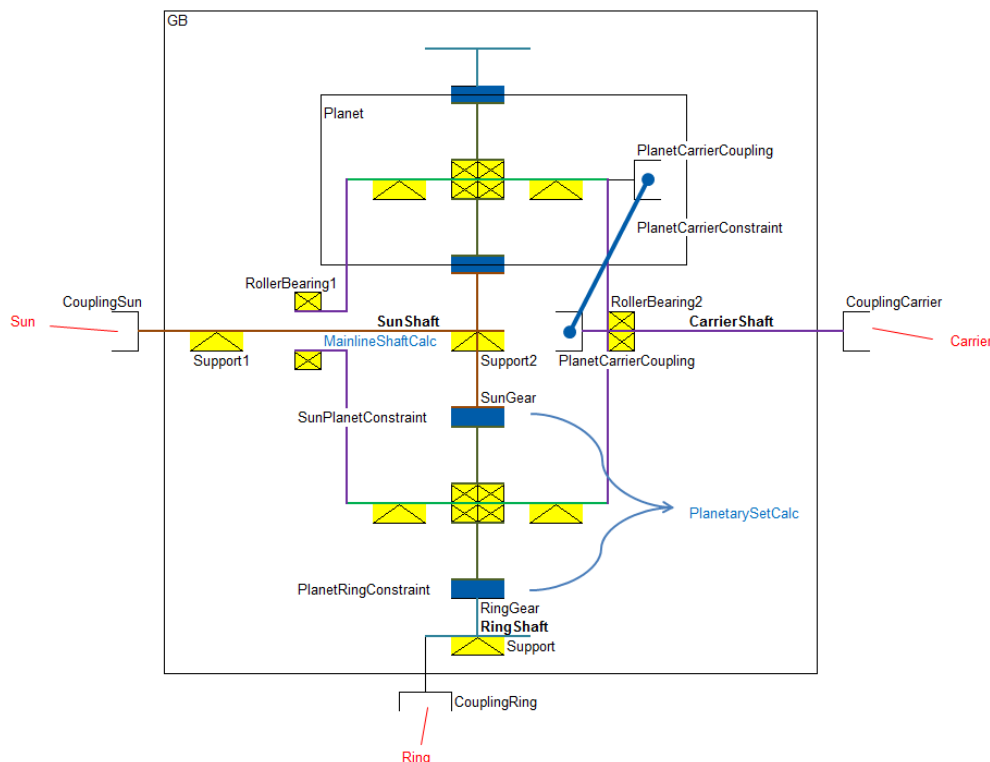 GB
Planet
PlanetCarrierCoupling
PlanetCarrierConstraint
RollerBearing1
RollerBearing2
CouplingSun
CouplingCarrier
Sun
SunShaft
CarrierShaft
MainlineShaftCalc
Carrier
Support1
Support2
PlanetCarrierCoupling
SunGear
SunPlanetConstraint
PlanetarySetCalc
PlanetRingConstraint
RingGear
RingShaft
Support
CouplingRing
Ring